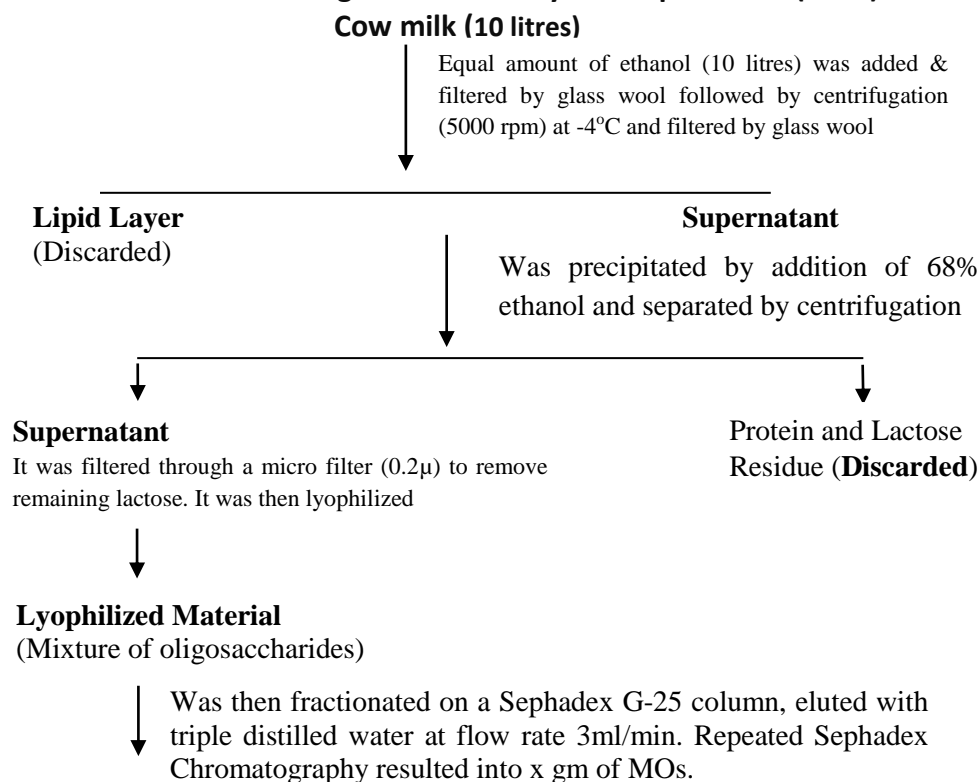 Cow milk (10 litres)
Equal amount of ethanol (10 litres) was added &
filtered by glass wool followed by centrifugation
(5000 rpm) at -4°C and filtered by glass wool
Lipid Layer
(Discarded)
Supernatant
Was precipitated by addition of 68%
ethanol and separated by centrifugation
Supernatant
It was filtered through a micro filter (0.2µ) to remove
remaining lactose. It was then lyophilized
Protein and Lactose
Residue (Discarded)
Lyophilized Material
(Mixture of oligosaccharides)
Was then fractionated on a Sephadex G-25 column, eluted with
triple distilled water at flow rate 3ml/min. Repeated Sephadex
Chromatography resulted into x gm of MOs.